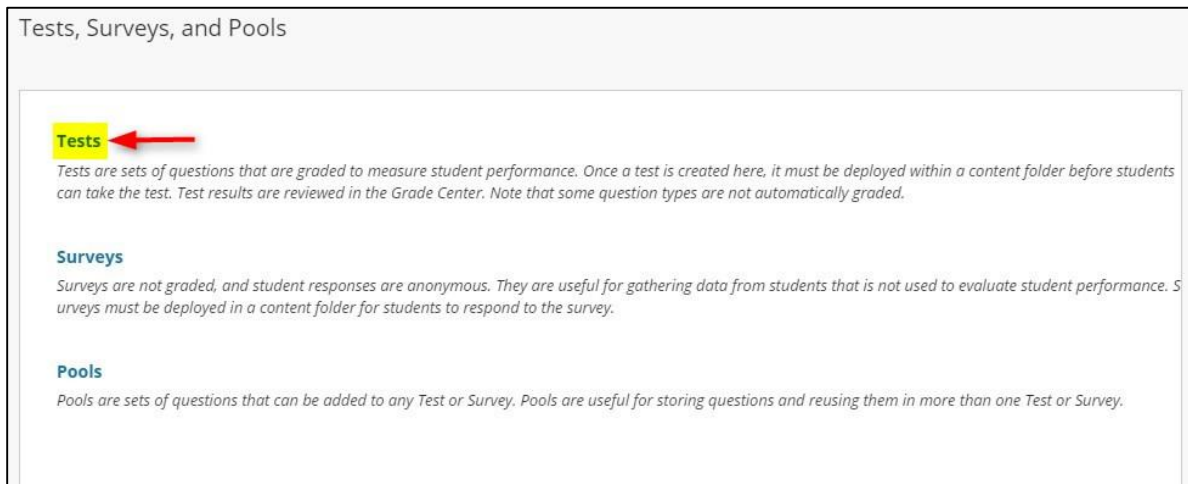 Tests, Surveys, and Pools
Tests
Tests are sets of questions that are graded to measure student performance. Once a test is created here, it must be deployed within a content folder before students
can take the test. Test results are reviewed in the Grade Center. Note that some question types are not automatically graded.
Surveys
Surveys are not graded, and student responses are anonymous. They are useful for gathering data from students that is not used to evaluate student performance. S
urveys must be deployed in a content folder for students to respond to the survey.
Pools
Pools are sets of questions that can be added to any Test or Survey. Pools are useful for storing questions and reusing them in more than one Test or Survey.